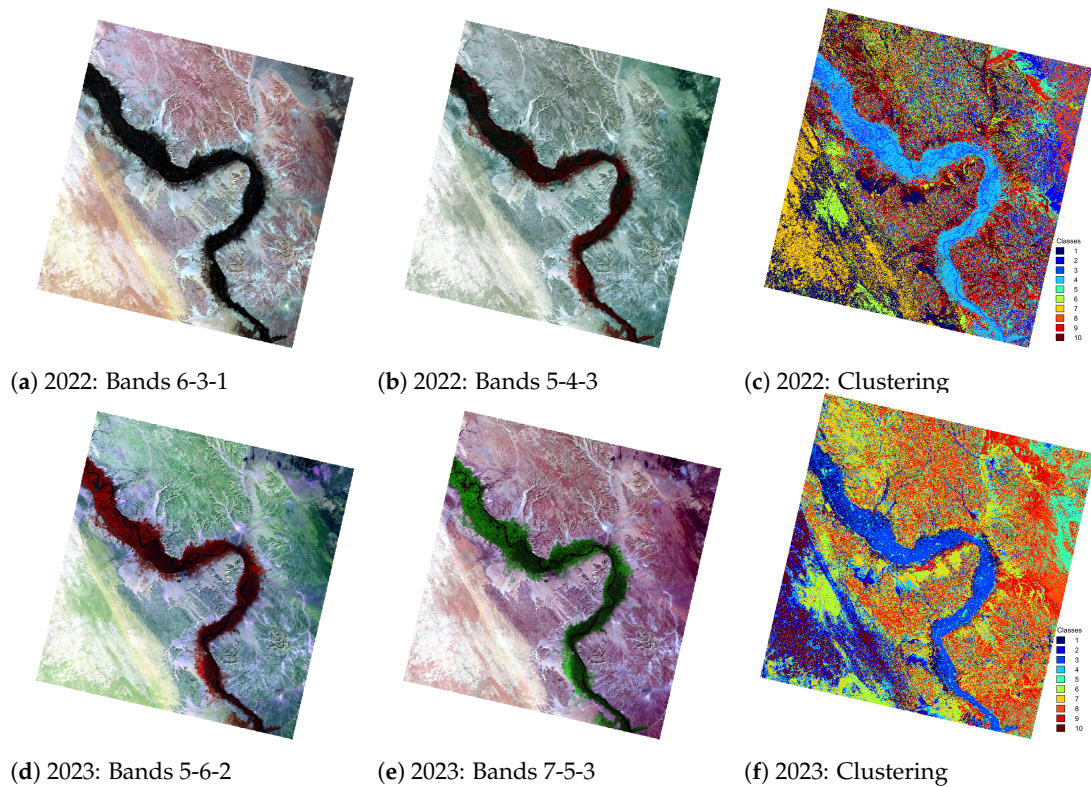 Classes
1
2
3
4
5
6
7
8
9
10
(a) 2022: Bands 6-3-1
(b) 2022: Bands 5-4-3
(c) 2022: Clustering
Classes
1
2
3
4
5
6
7
8
9
10
(d) 2023: Bands 5-6-2
(e) 2023: Bands 7-5-3
(f) 2023: Clustering